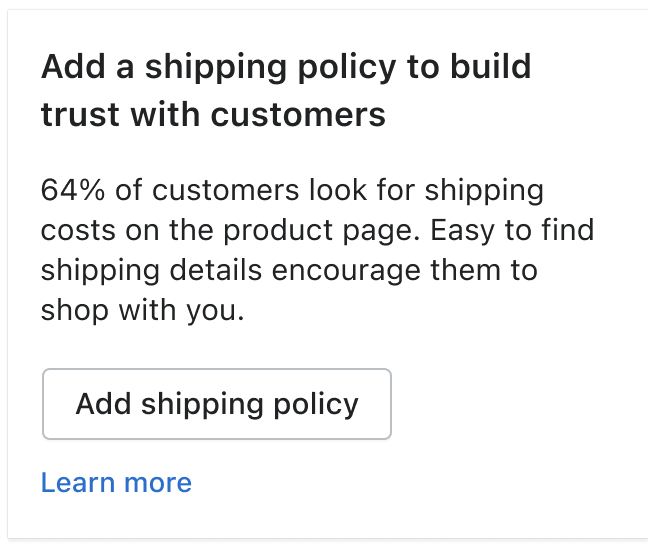 Add a shipping policy to build
trust with customers
64% of customers look for shipping
costs on the product page. Easy to find
shipping details encourage them to
shop with you.
Add shipping policy
Learn more